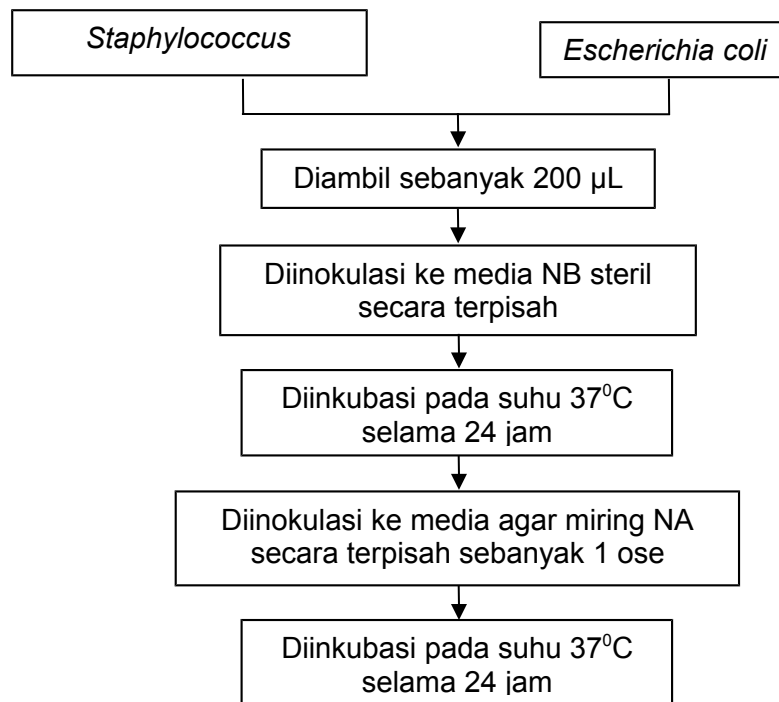 Staphylococcus
Escherichia coli
Diambil sebanyak 200 µL
Diinokulasi ke media NB steril
secara terpisah
Diinkubasi pada suhu 37⁰C
selama 24 jam
Diinokulasi ke media agar miring NA
secara terpisah sebanyak 1 ose
Diinkubasi pada suhu 37⁰C
selama 24 jam